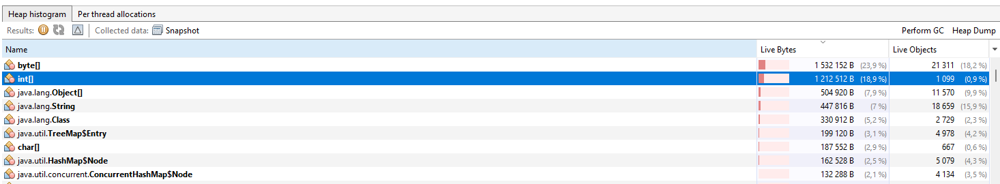 Heap histogram Per thread allocations
Results: Collected data: Snapshot Perform GC Heap Dump
Name Live Bytes Live Objects
byte[] 1 532 152 B (23,9 %) 21 311 (18,2 %)
int[] 1 212 512 B (18,9 %) 1 099 (0,9 %)
java.lang.Object[] 504 920 B (7,9 %) 11 570 (9,9 %)
java.lang.String 447 816 B (7 %) 18 659 (15,9 %)
java.lang.Class 330 912 B (5,2 %) 2 729 (2,3 %)
java.util.TreeMap$Entry 199 120 B (3,1 %) 4 978 (4,2 %)
char[] 187 552 B (2,9 %) 667 (0,6 %)
java.util.HashMap$Node 162 528 B (2,5 %) 5 079 (4,3 %)
java.util.concurrent.ConcurrentHashMap$Node 132 288 B (2,1 %) 4 134 (3,5 %)